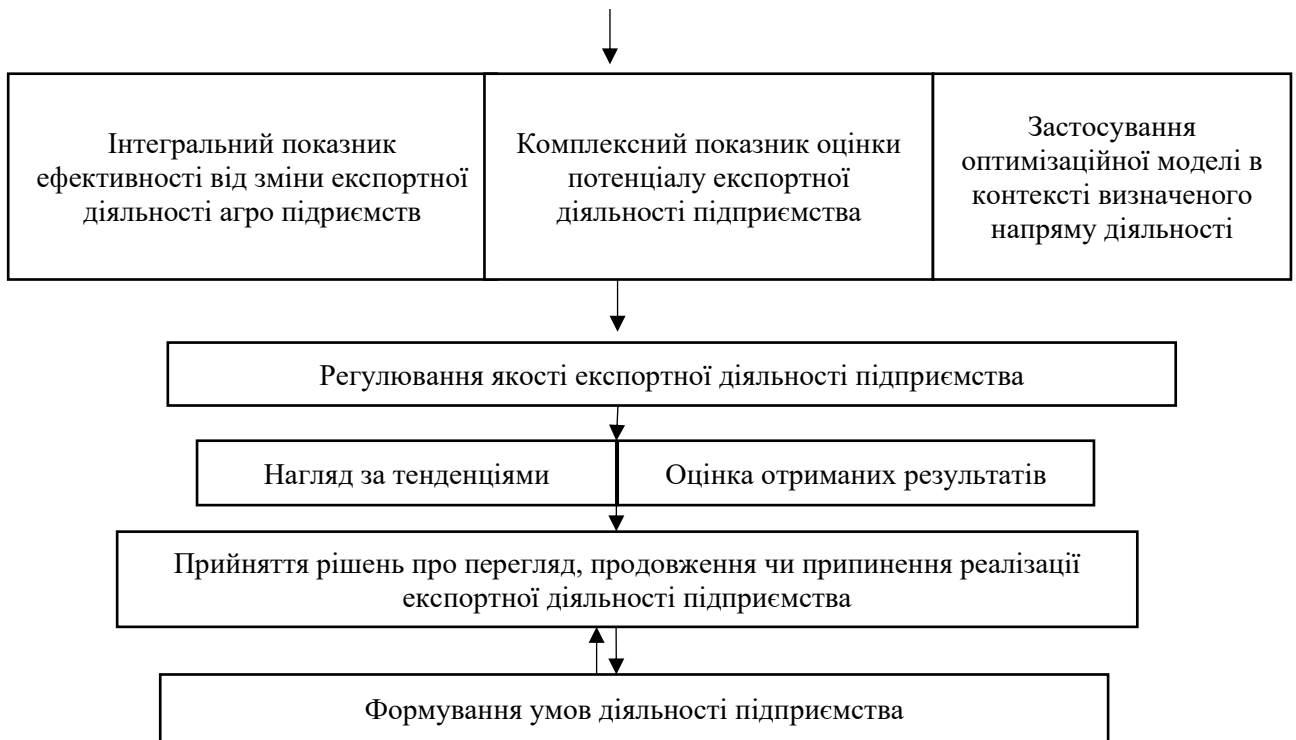 Інтегральний показник
ефективності від зміни експортної
діяльності агро підриємств
Комплексний показник оцінки
потенціалу експортної
діяльності підприємства
Застосування
оптимізаційної моделі в
контексті визначеного
напряму діяльності
Регулювання якості експортної діяльності підприємства
Нагляд за тенденціями
Оцінка отриманих результатів
Прийняття рішень про перегляд, продовження чи припинення реалізації
експортної діяльності підприємства
Формування умов діяльності підприємства